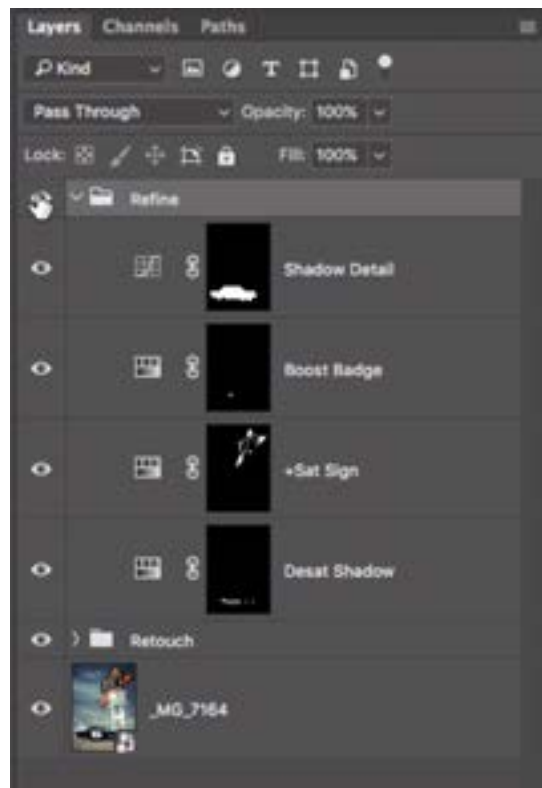 Layers Channels Paths
Kind
Pass Through Opacity: 100%
Lock: Fill: 100%
Refine
Shadow Detail
Boost Badge
+Sat Sign
Desat Shadow
Retouch
_MG_7164